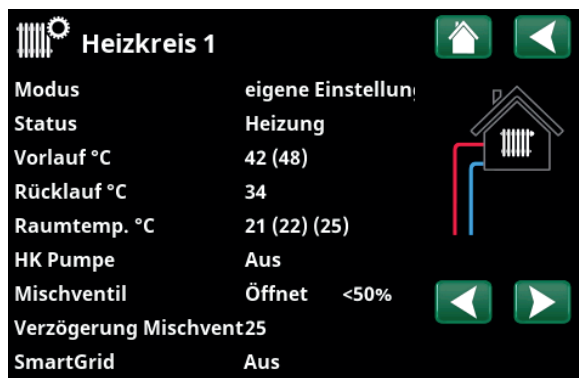 Heizkreis 1
Modus eigene Einstellung
Status Heizung
Vorlauf °C 42 (48)
Rücklauf °C 34
Raumtemp. °C 21 (22) (25)
HK Pumpe Aus
Mischventil Öffnet <50%
Verzögerung Mischvent25
SmartGrid Aus